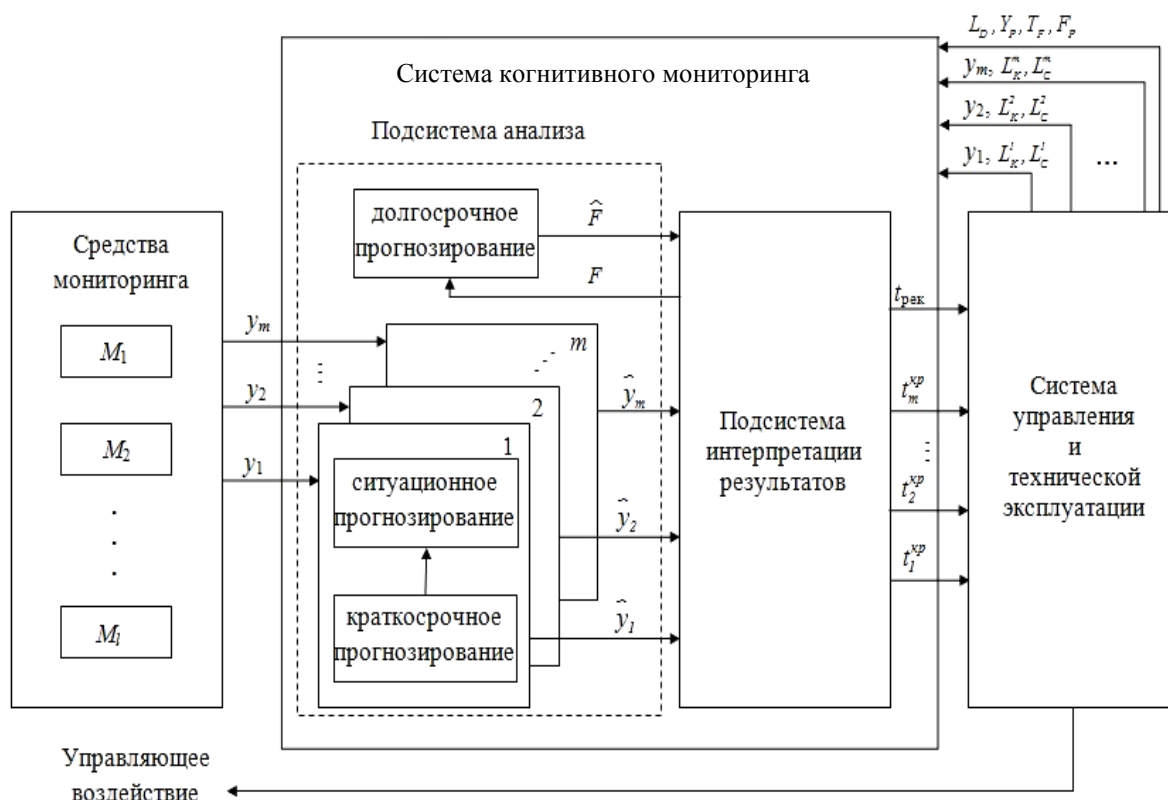 L_D, Y_P, T_F, F_P
Система когнитивного мониторинга
y_m, L_K^m, L_C^m
y_2, L_K^2, L_C^2
Подсистема анализа
y_1, L_K^1, L_C^1
...
Средства
мониторинга
M_1
M_2
.
.
.
M_l
y_m
⋮
y_2
y_1
долгосрочное
прогнозирование
F̂
F
m
2
1
ситуационное
прогнозирование
краткосрочное
прогнозирование
ŷ_m
ŷ_2
ŷ_1
Подсистема
интерпретации
результатов
t_рек
t_m^кр
⋮
t_2^кр
t_1^кр
Система
управления
и
технической
эксплуатации
Управляющее
воздействие